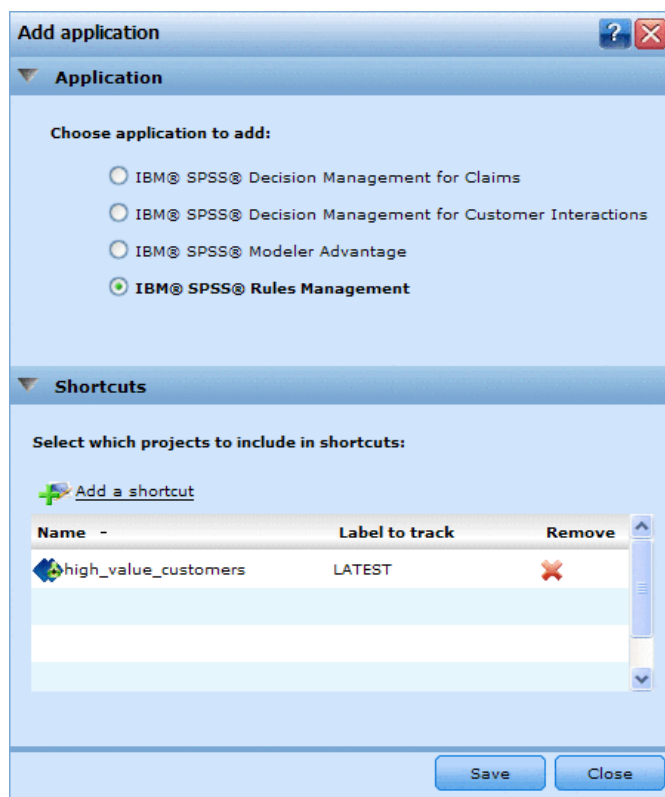 Add application
?
Application
Choose application to add:
IBM® SPSS® Decision Management for Claims
IBM® SPSS® Decision Management for Customer Interactions
IBM® SPSS® Modeler Advantage
IBM® SPSS® Rules Management
Shortcuts
Select which projects to include in shortcuts:
Add a shortcut
Name - Label to track Remove
high_value_customers LATEST
Save Close